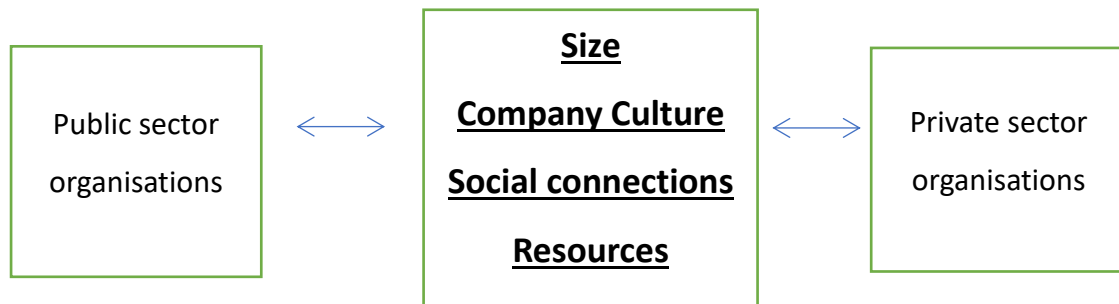 Public sector
organisations
Size
Company Culture
Social connections
Resources
Private sector
organisations